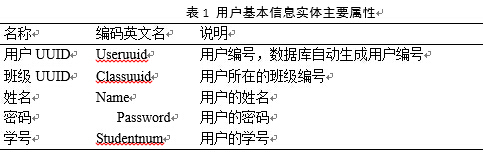 表 1 用户基本信息实体主要属性
名称 编码英文名 说明
用户 UUID Useruuid 用户编号，数据库自动生成用户编号
班级 UUID Classuuid 用户所在的班级编号
姓名 Name 用户的姓名
密码 Password 用户的密码
学号 Studentnum 用户的学号